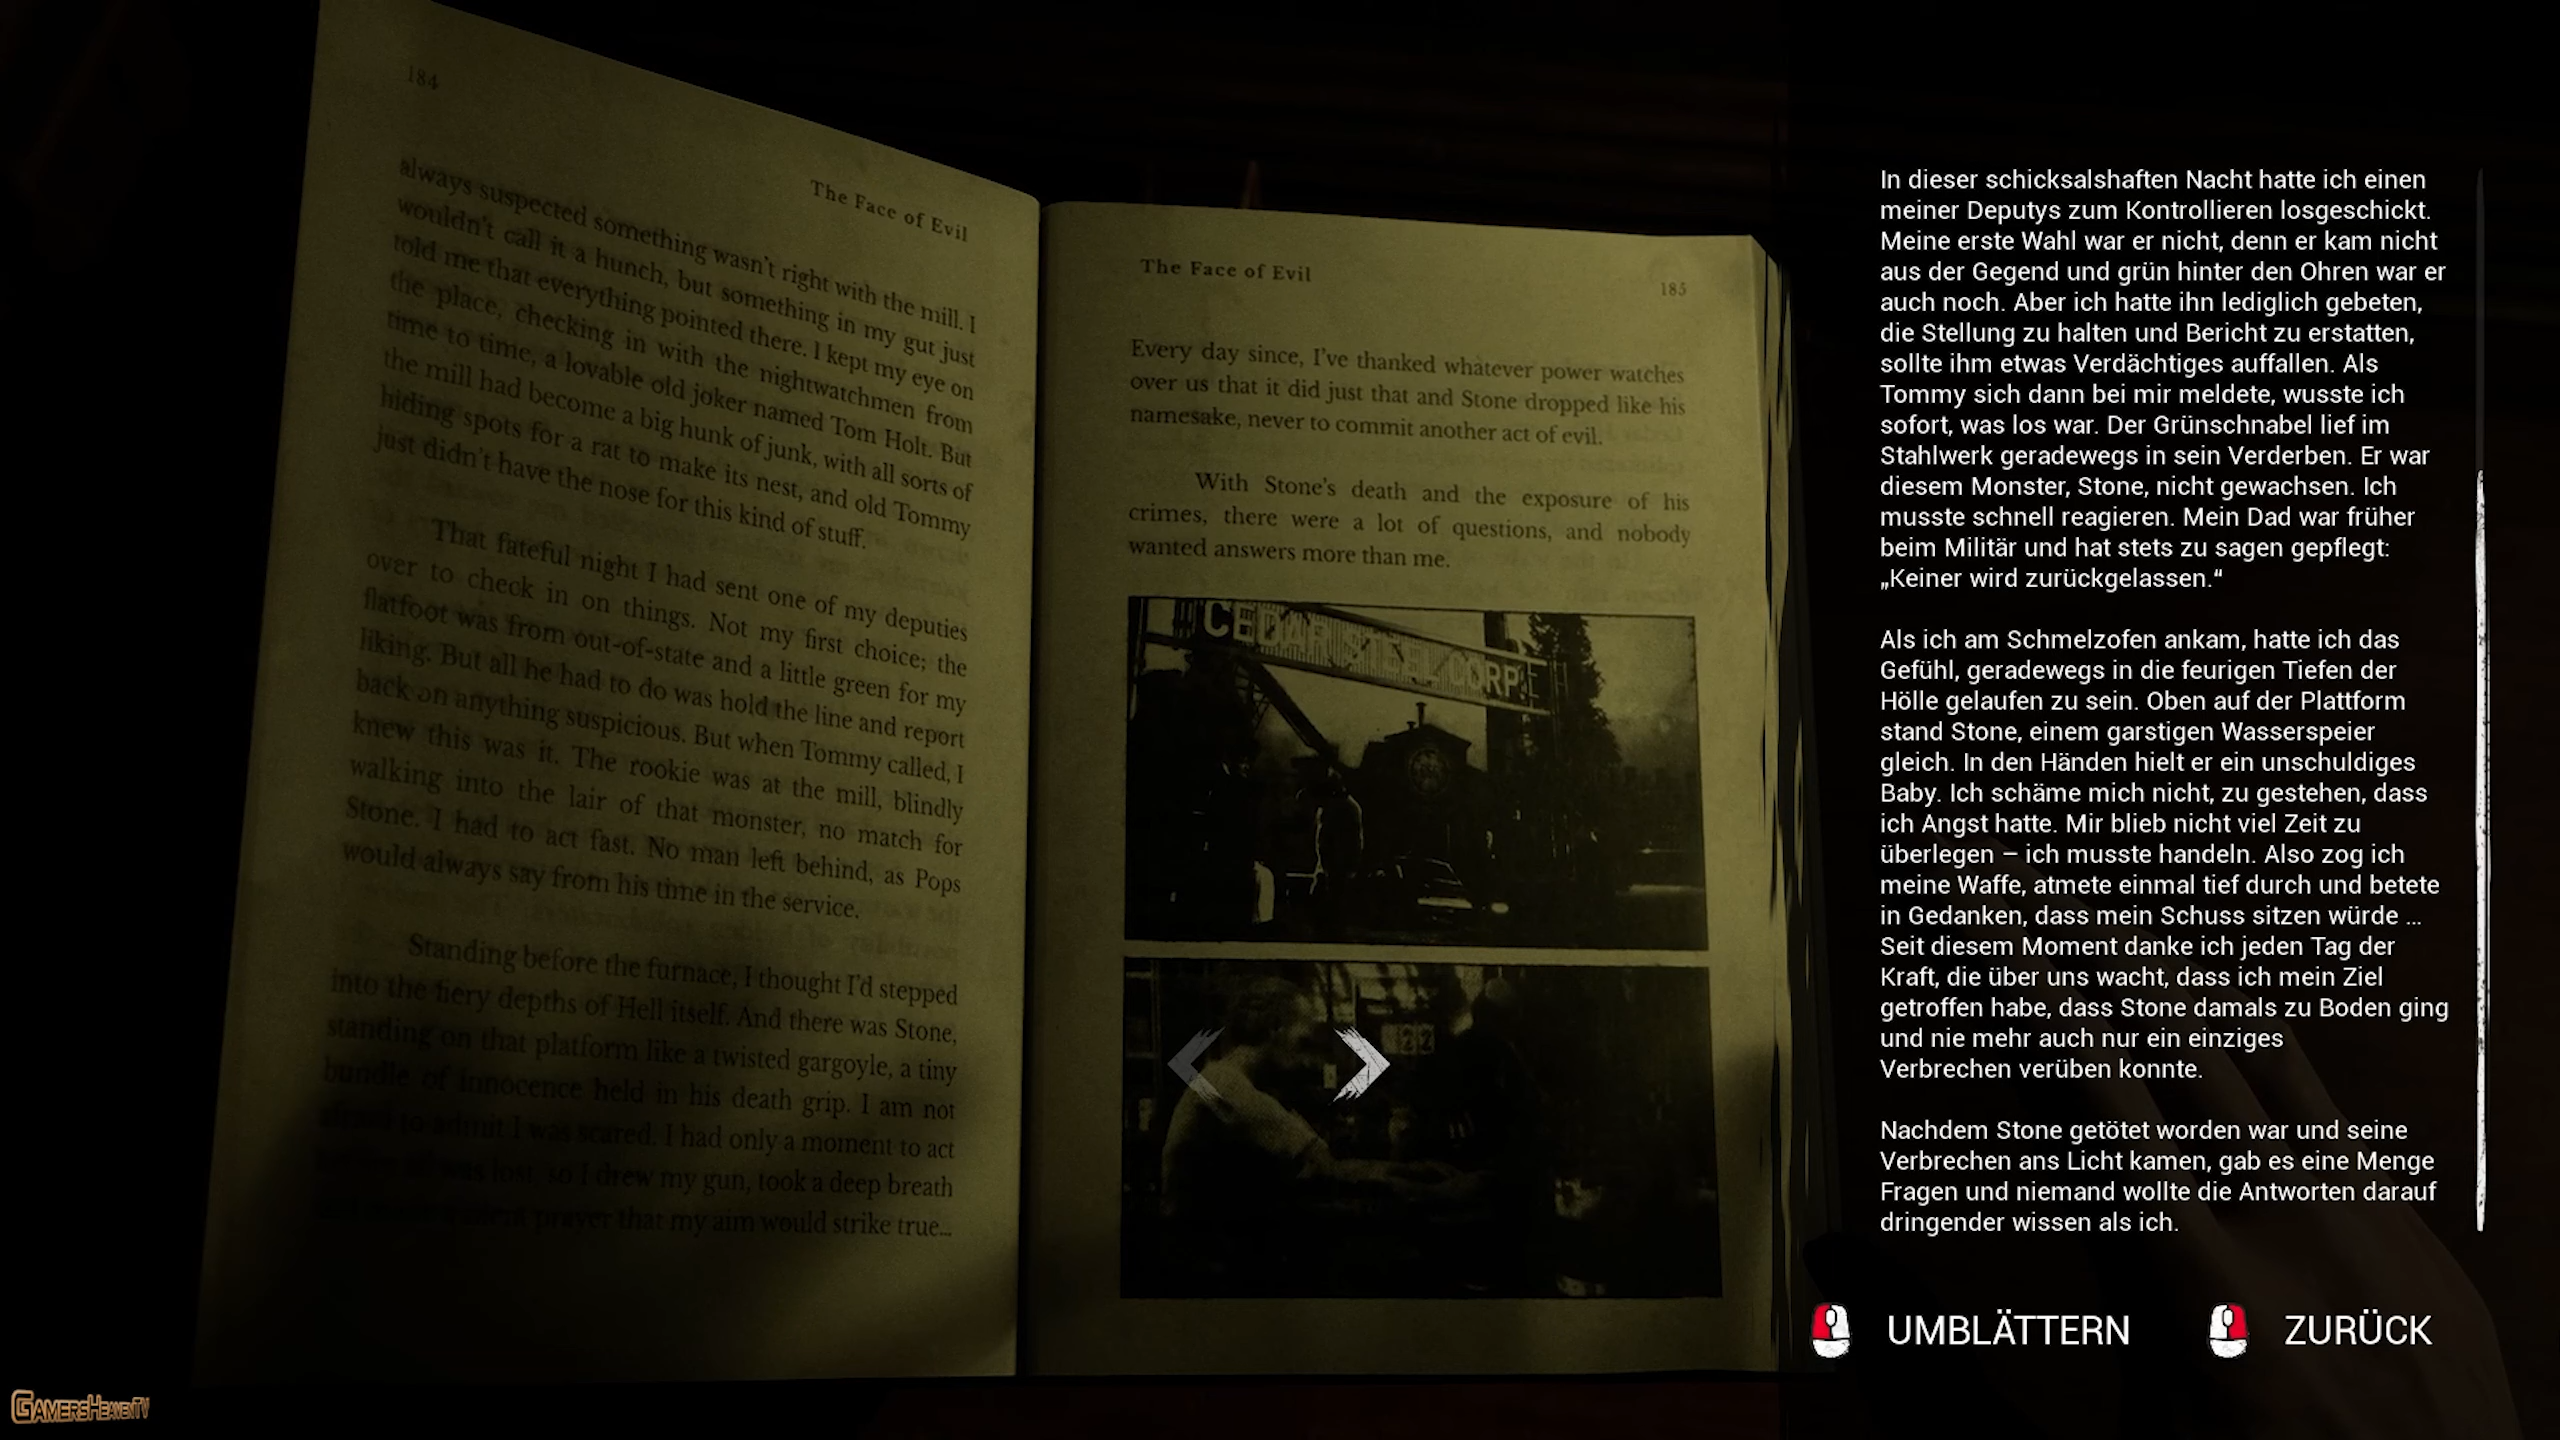 184
The Face of Evil
always suspected something wasn't right with the mill. I
wouldn't call it a hunch, but something in my gut just
told me that everything pointed there. I kept my eye on
the place, checking in with the nightwatchmen from
time to time, a lovable old joker named Tom Holt. But
the mill had become a big hunk of junk, with all sorts of
hiding spots for a rat to make its nest, and old Tommy
just didn't have the nose for this kind of stuff.
That fateful night I had sent one of my deputies
over to check in on things. Not my first choice; the
flatfoot was from out-of-state and a little green for my
liking. But all he had to do was hold the line and report
back on anything suspicious. But when Tommy called, I
knew this was it. The rookie was at the mill, blindly
walking into the lair of that monster, no match for
Stone. I had to act fast. No man left behind, as Pops
would always say from his time in the service.
Standing before the furnace, I thought I'd stepped
into the fiery depths of Hell itself. And there was Stone,
standing on that platform like a twisted gargoyle, a tiny
bundle of innocence held in his death grip. I am not
afraid to admit I was scared. I had only a moment to act
was lost, so I drew my gun, took a deep breath
prayer that my aim would strike true...
The Face of Evil
185
Every day since, I've thanked whatever power watches
over us that it did just that and Stone dropped like his
namesake, never to commit another act of evil.
With Stone's death and the exposure of his
crimes, there were a lot of questions, and nobody
wanted answers more than me.
CORP.
22
In dieser schicksalshaften Nacht hatte ich einen
meiner Deputys zum Kontrollieren losgeschickt.
Meine erste Wahl war er nicht, denn er kam nicht
aus der Gegend und grün hinter den Ohren war er
auch noch. Aber ich hatte ihn lediglich gebeten,
die Stellung zu halten und Bericht zu erstatten,
sollte ihm etwas Verdächtiges auffallen. Als
Tommy sich dann bei mir meldete, wusste ich
sofort, was los war. Der Grünschnabel lief im
Stahlwerk geradewegs in sein Verderben. Er war
diesem Monster, Stone, nicht gewachsen. Ich
musste schnell reagieren. Mein Dad war früher
beim Militär und hat stets zu sagen gepflegt:
„Keiner wird zurückgelassen.“
Als ich am Schmelzofen ankam, hatte ich das
Gefühl, geradewegs in die feurigen Tiefen der
Hölle gelaufen zu sein. Oben auf der Plattform
stand Stone, einem garstigen Wasserspeier
gleich. In den Händen hielt er ein unschuldiges
Baby. Ich schäme mich nicht, zu gestehen, dass
ich Angst hatte. Mir blieb nicht viel Zeit zu
überlegen – ich musste handeln. Also zog ich
meine Waffe, atmete einmal tief durch und betete
in Gedanken, dass mein Schuss sitzen würde ...
Seit diesem Moment danke ich jeden Tag der
Kraft, die über uns wacht, dass ich mein Ziel
getroffen habe, dass Stone damals zu Boden ging
und nie mehr auch nur ein einziges
Verbrechen verüben konnte.
Nachdem Stone getötet worden war und seine
Verbrechen ans Licht kamen, gab es eine Menge
Fragen und niemand wollte die Antworten darauf
dringender wissen als ich.
UMBLÄTTERN
ZURÜCK
GamersHeavenTV